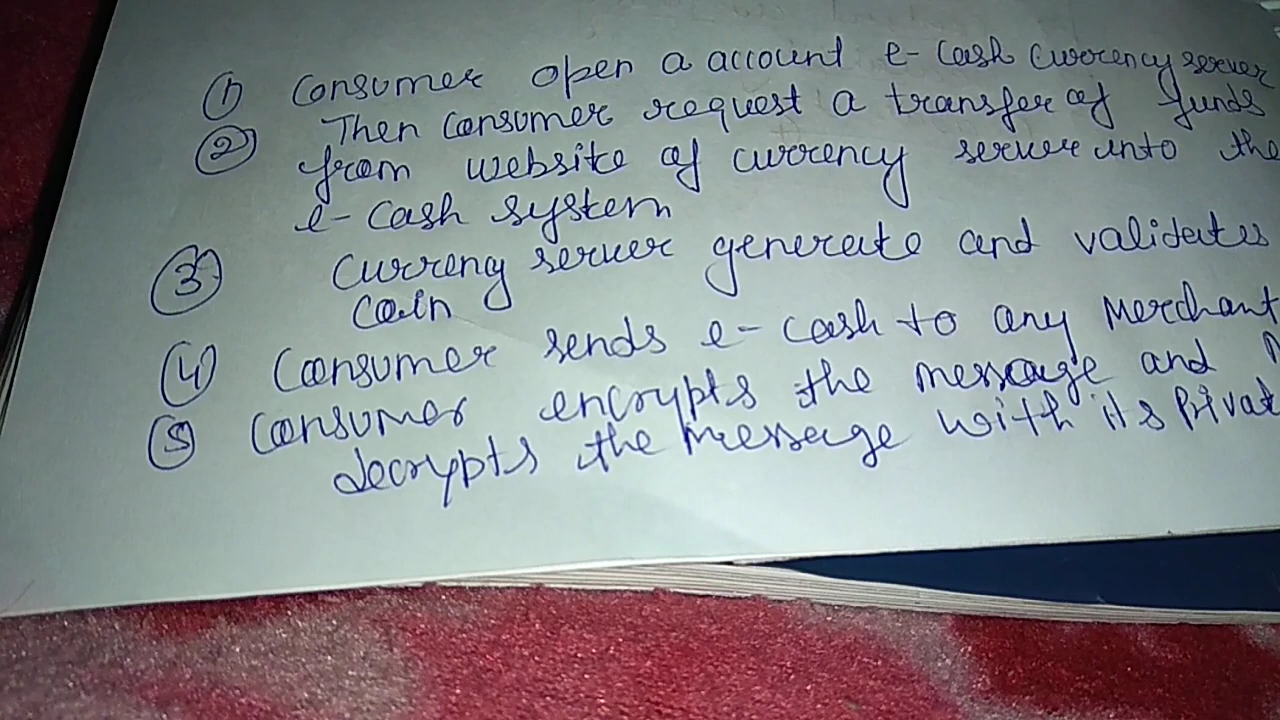 ① Consumer open a account e-cash currency server
② Then consumer request a transfer of funds
from website of currency server into the
e-cash system
③ Curreny server generate and validates
coin
④ Consumer sends e-cash to any Merchant
⑤ Consumer encrypts the message and
decrypts the message with its Privat